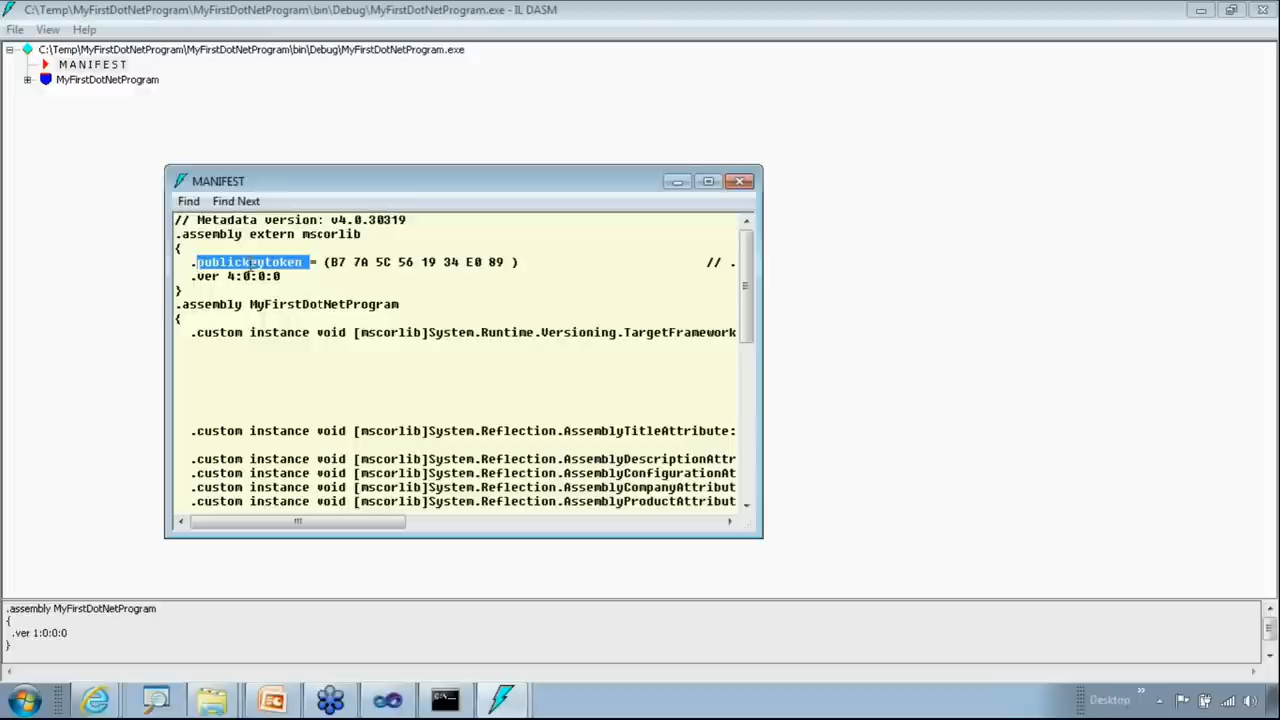 C:\Temp\MyFirstDotNetProgram\MyFirstDotNetProgram\bin\Debug\MyFirstDotNetProgram.exe - IL DASM
File View Help
C:\Temp\MyFirstDotNetProgram\MyFirstDotNetProgram\bin\Debug\MyFirstDotNetProgram.exe
MANIFEST
MyFirstDotNetProgram
MANIFEST
Find Find Next
// Metadata version: v4.0.30319
.assembly extern mscorlib
{
.publickeytoken = (B7 7A 5C 56 19 34 E0 89 ) // .
.ver 4:0:0:0
}
.assembly MyFirstDotNetProgram
{
.custom instance void [mscorlib]System.Runtime.Versioning.TargetFramework
.custom instance void [mscorlib]System.Reflection.AssemblyTitleAttribute:
.custom instance void [mscorlib]System.Reflection.AssemblyDescriptionAttr
.custom instance void [mscorlib]System.Reflection.AssemblyConfigurationAt
.custom instance void [mscorlib]System.Reflection.AssemblyCompanyAttribut
.custom instance void [mscorlib]System.Reflection.AssemblyProductAttribut
.assembly MyFirstDotNetProgram
{
.ver 1:0:0:0
}
Desktop